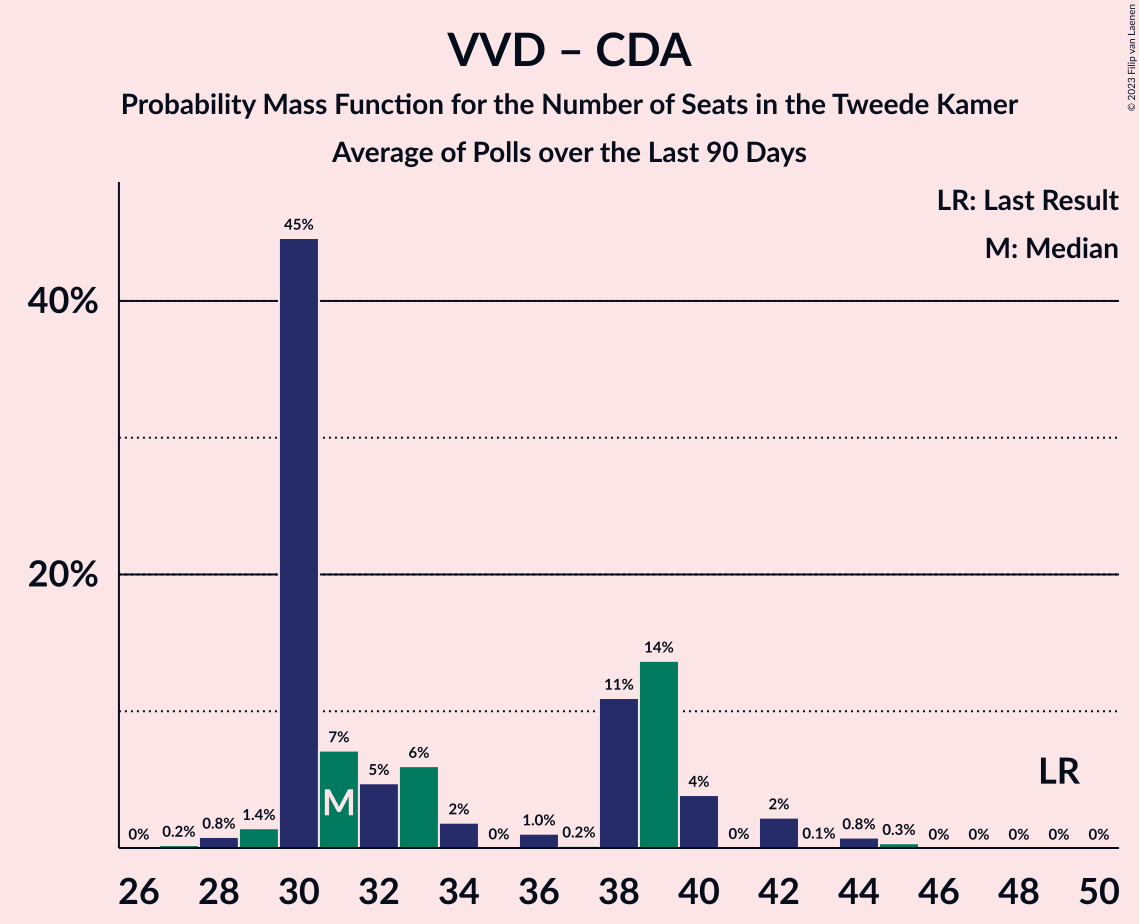 VVD – CDA
Probability Mass Function for the Number of Seats in the Tweede Kamer
Average of Polls over the Last 90 Days
© 2023 Filip van Laenen
LR: Last Result
M: Median
40%
20%
0% 0.2% 0.8% 1.4% 45% 7% 5% 6% 2% 0% 1.0% 0.2% 11% 14% 4% 0% 2% 0.1% 0.8% 0.3% 0% 0% 0% 0% 0%
M
LR
26 28 30 32 34 36 38 40 42 44 46 48 50